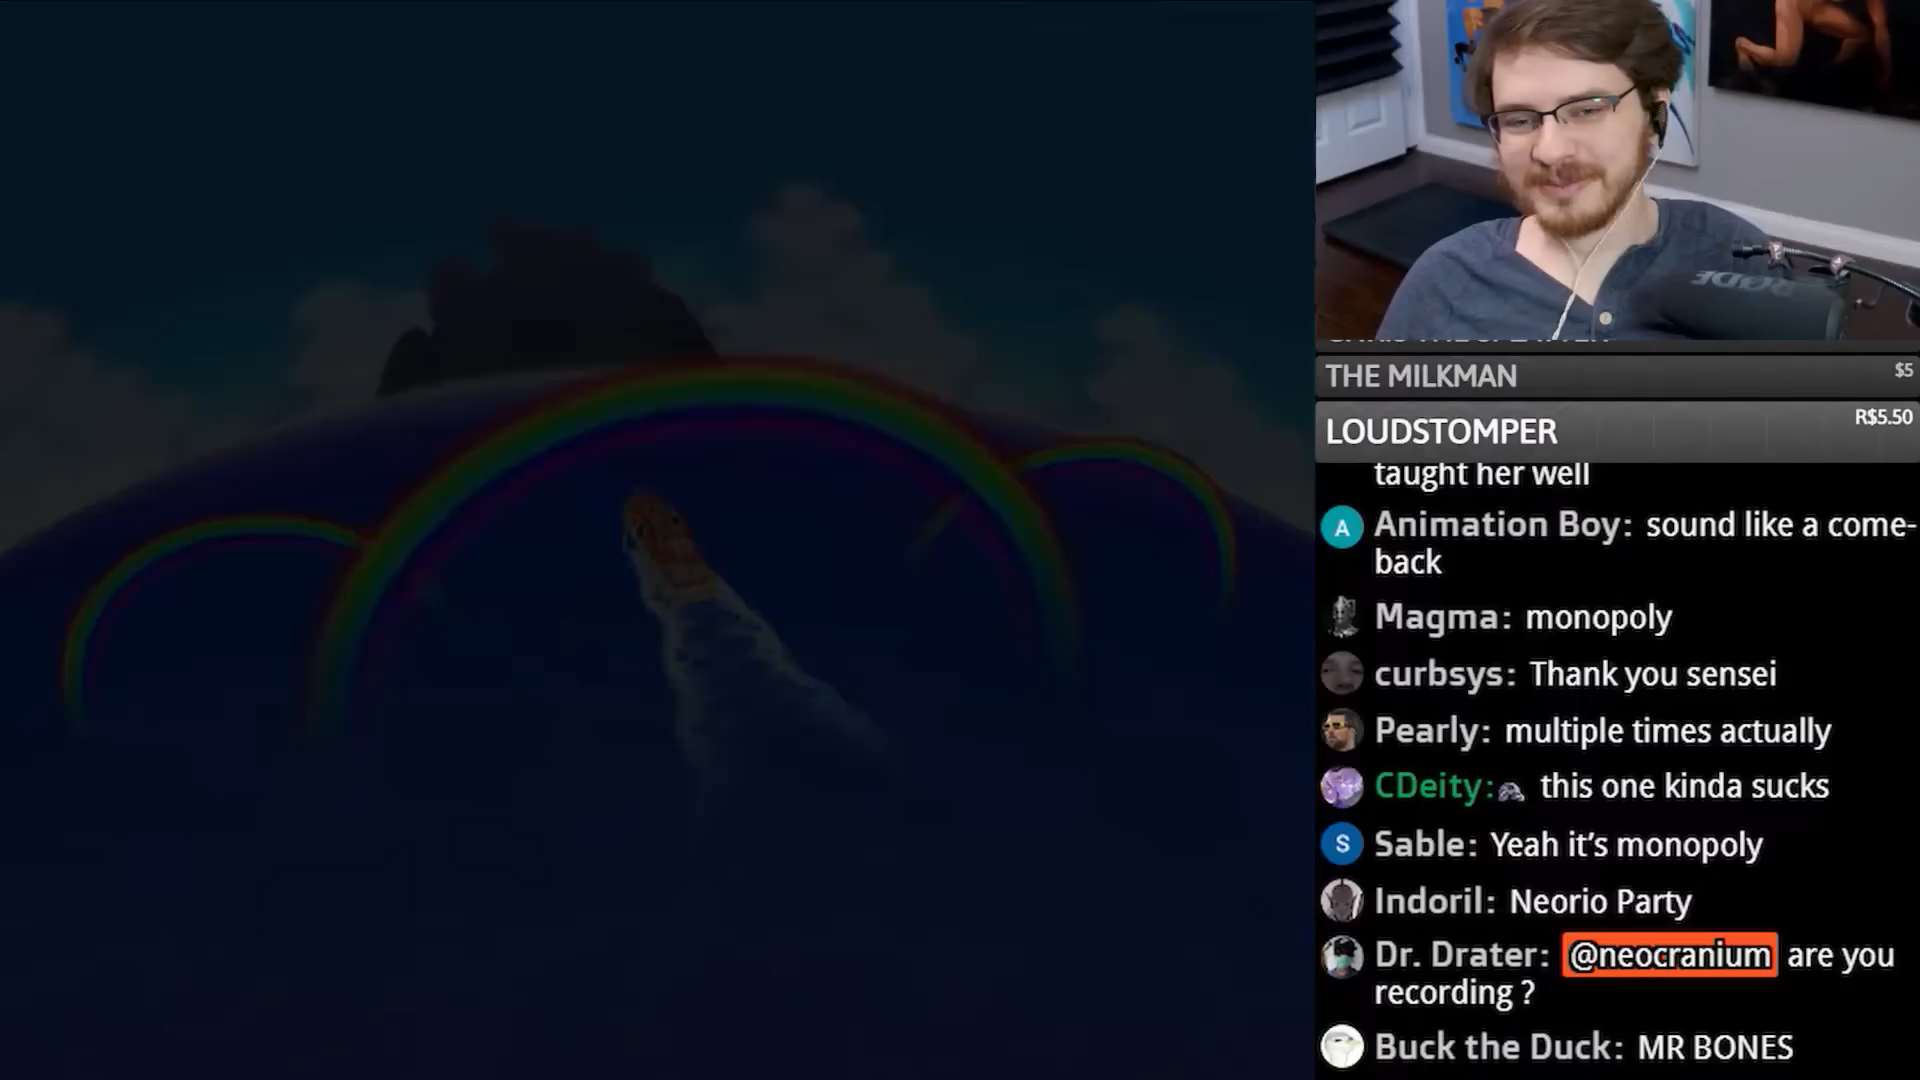 RODE
THE MILKMAN $5
LOUDSTOMPER R$5.50
taught her well
A Animation Boy: sound like a come-
back
Magma: monopoly
curbsys: Thank you sensei
Pearly: multiple times actually
CDeity: this one kinda sucks
S Sable: Yeah it’s monopoly
Indoril: Neorio Party
Dr. Drater: @neocranium are you
recording ?
Buck the Duck: MR BONES